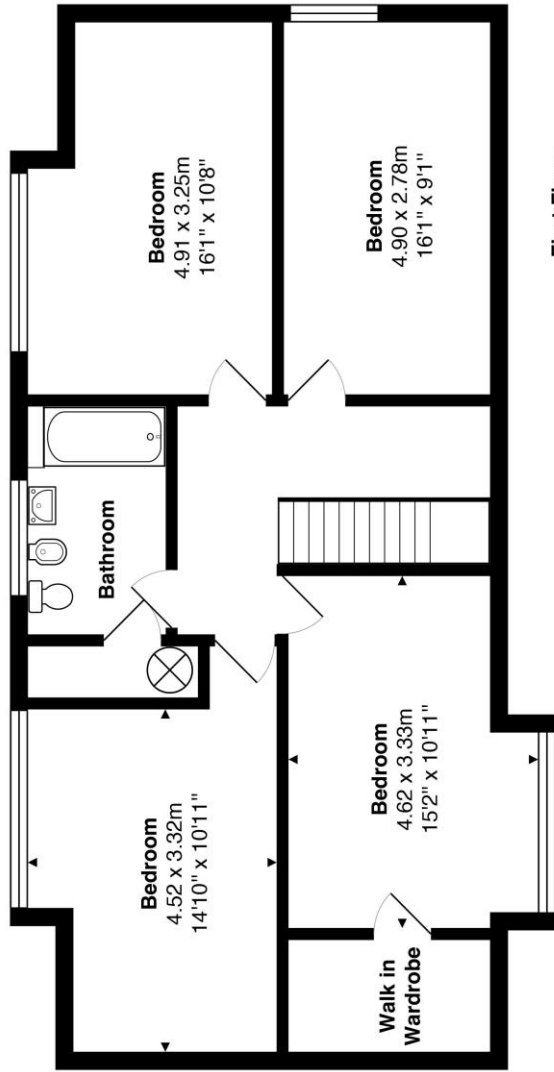 Bedroom
4.52 x 3.32m
14'10" x 10'11"
Bathroom
Bedroom
4.91 x 3.25m
16'1" x 10'8"
Walk in
Wardrobe
Bedroom
4.62 x 3.33m
15'2" x 10'11"
Bedroom
4.90 x 2.78m
16'1" x 9'1"
First Floor